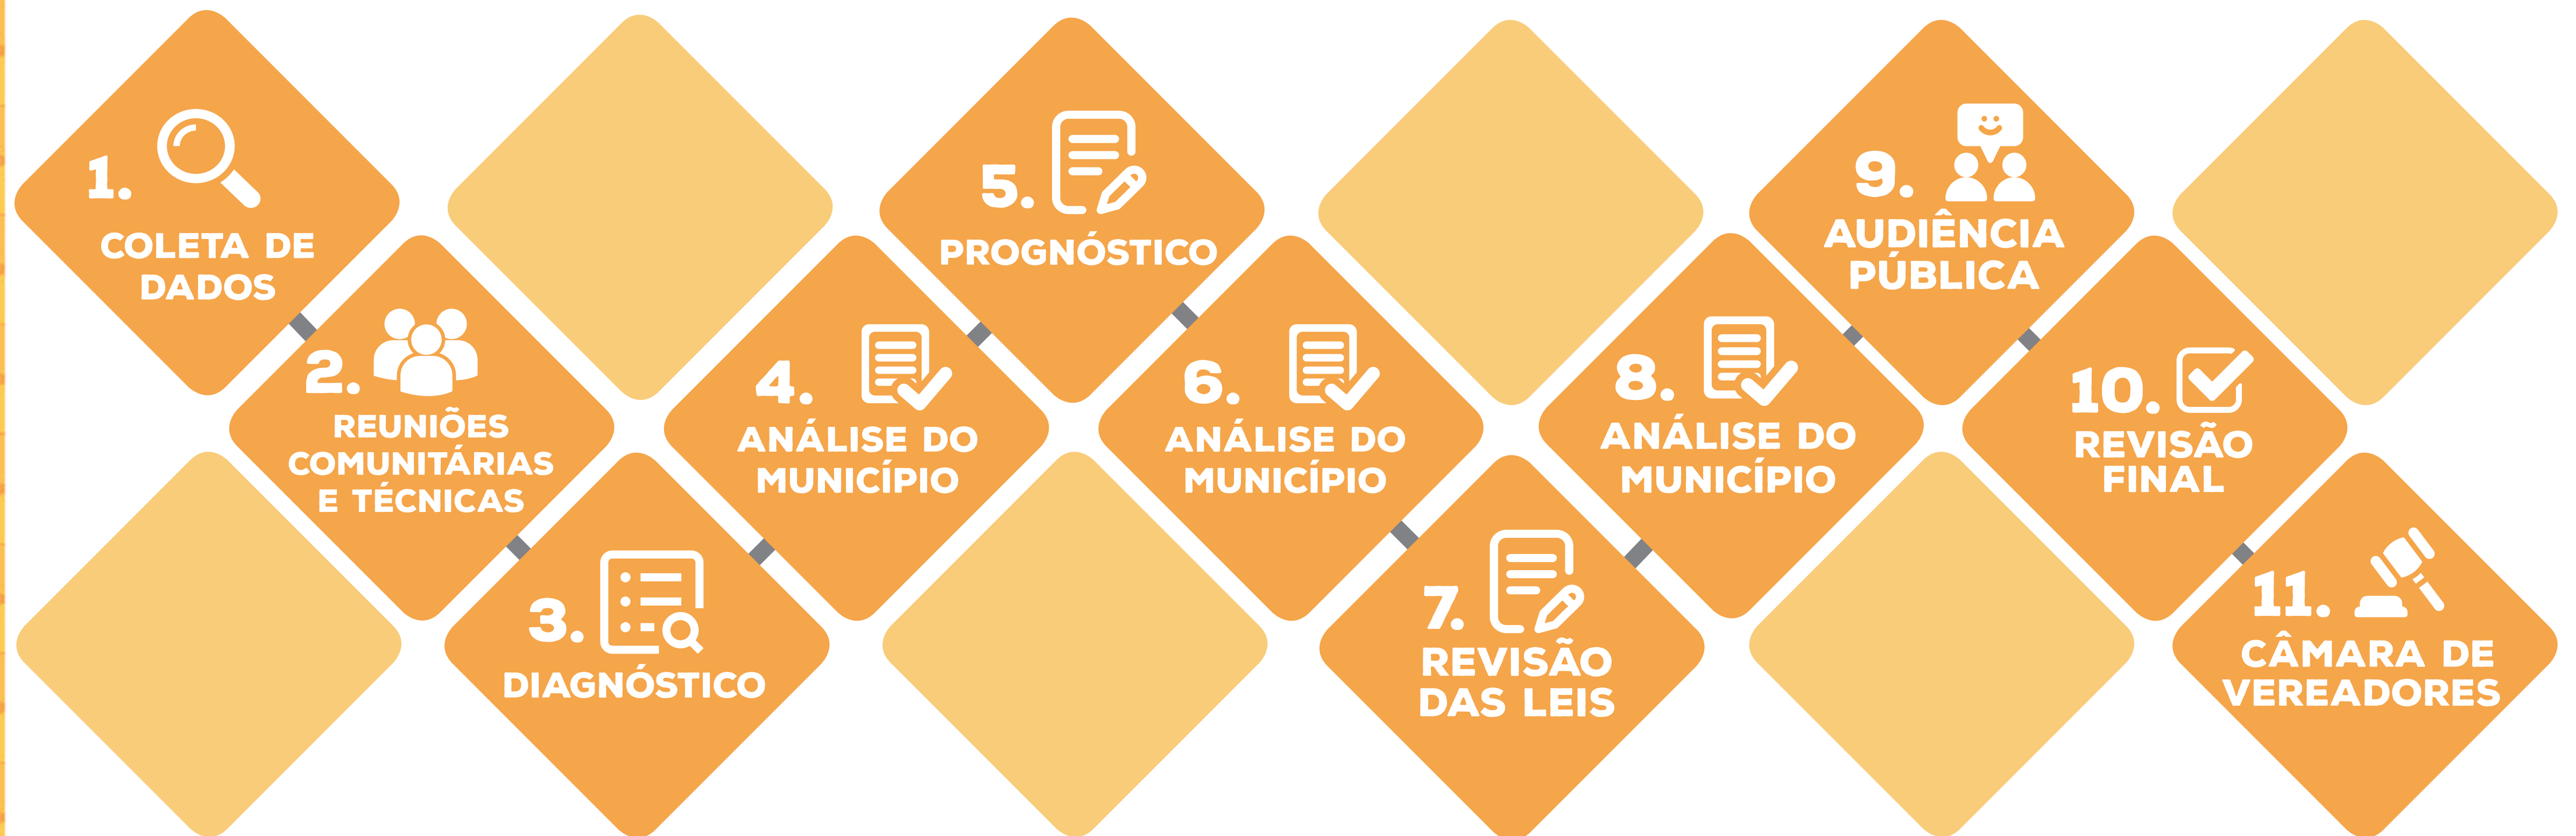 1.
COLETA DE
DADOS
2.
REUNIÕES
COMUNITÁRIAS
E TÉCNICAS
3.
DIAGNÓSTICO
4.
ANÁLISE DO
MUNICÍPIO
5.
PROGNÓSTICO
6.
ANÁLISE DO
MUNICÍPIO
7.
REVISÃO
DAS LEIS
8.
ANÁLISE DO
MUNICÍPIO
9.
AUDIÊNCIA
PÚBLICA
10.
REVISÃO
FINAL
11.
CÂMARA DE
VEREADORES